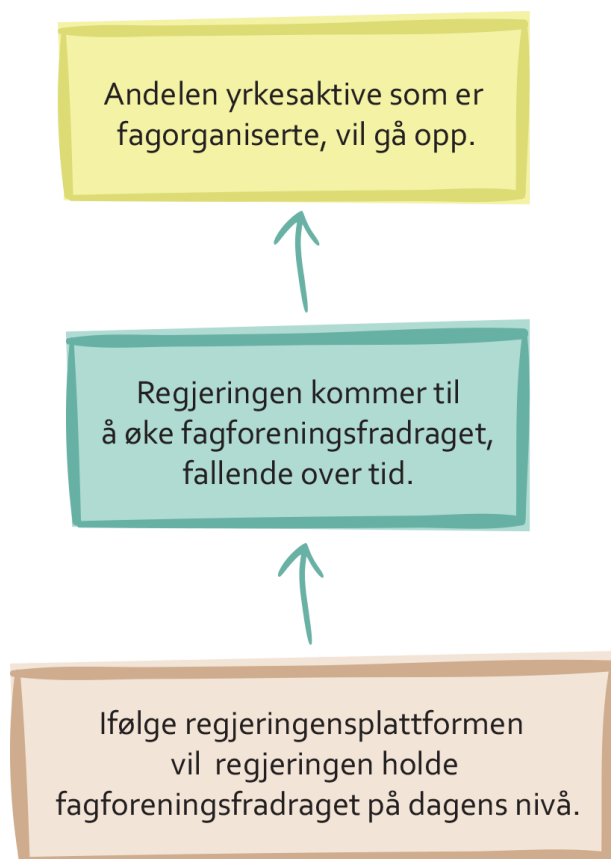 Andelen yrkesaktive som er
fagorganiserte, vil gå opp.
Regjeringen kommer til
å øke fagforeningsfradraget,
fallende over tid.
Ifølge regjeringensplattformen
vil regjeringen holde
fagforeningsfradraget på dagens nivå.